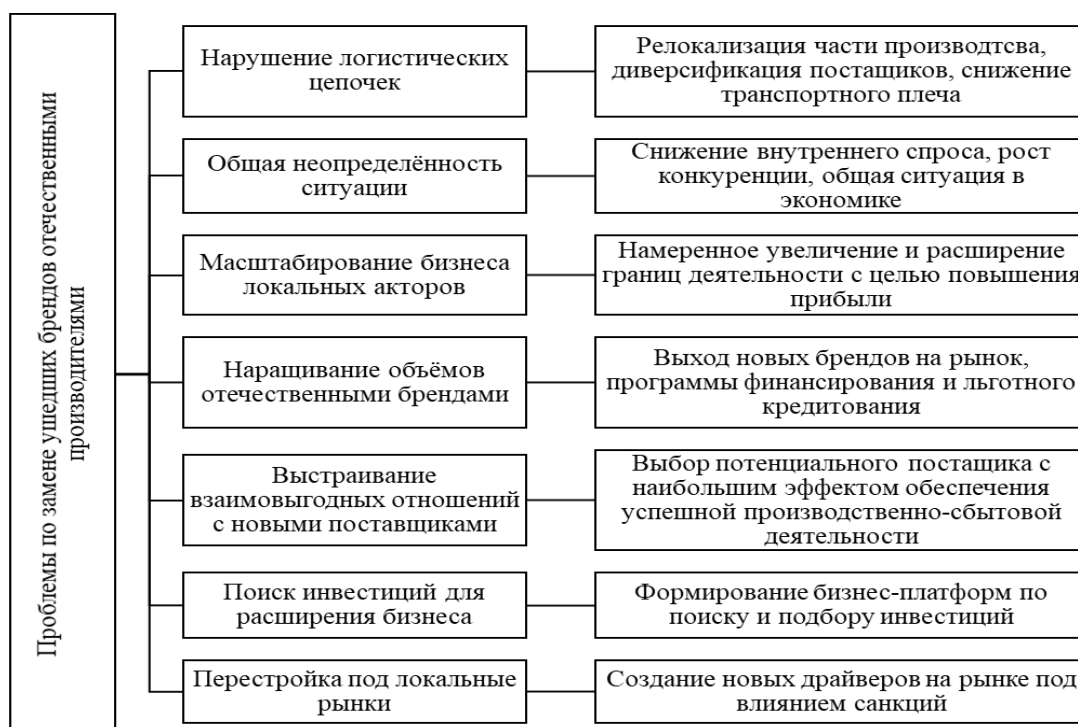 Проблемы по замене ушедших брендов отечественными
производителями
Нарушение логистических
цепочек
Релокализация части производтсва,
диверсификация постащиков, снижение
транспортного плеча
Общая неопределённость
ситуации
Снижение внутреннего спроса, рост
конкуренции, общая ситуация в
экономике
Масштабирование бизнеса
локальных акторов
Намеренное увеличение и расширение
границ деятельности с целью повышения
прибыли
Наращивание объёмов
отечественными брендами
Выход новых брендов на рынок,
программы финансирования и льготного
кредитования
Выстраивание
взаимовыгодных отношений
с новыми поставщиками
Выбор потенциального постащика с
наибольшим эффектом обеспечения
успешной производственно-сбытовой
деятельности
Поиск инвестиций для
расширения бизнеса
Формирование бизнес-платформ по
поиску и подбору инвестиций
Перестройка под локальные
рынки
Создание новых драйверов на рынке под
влиянием санкций